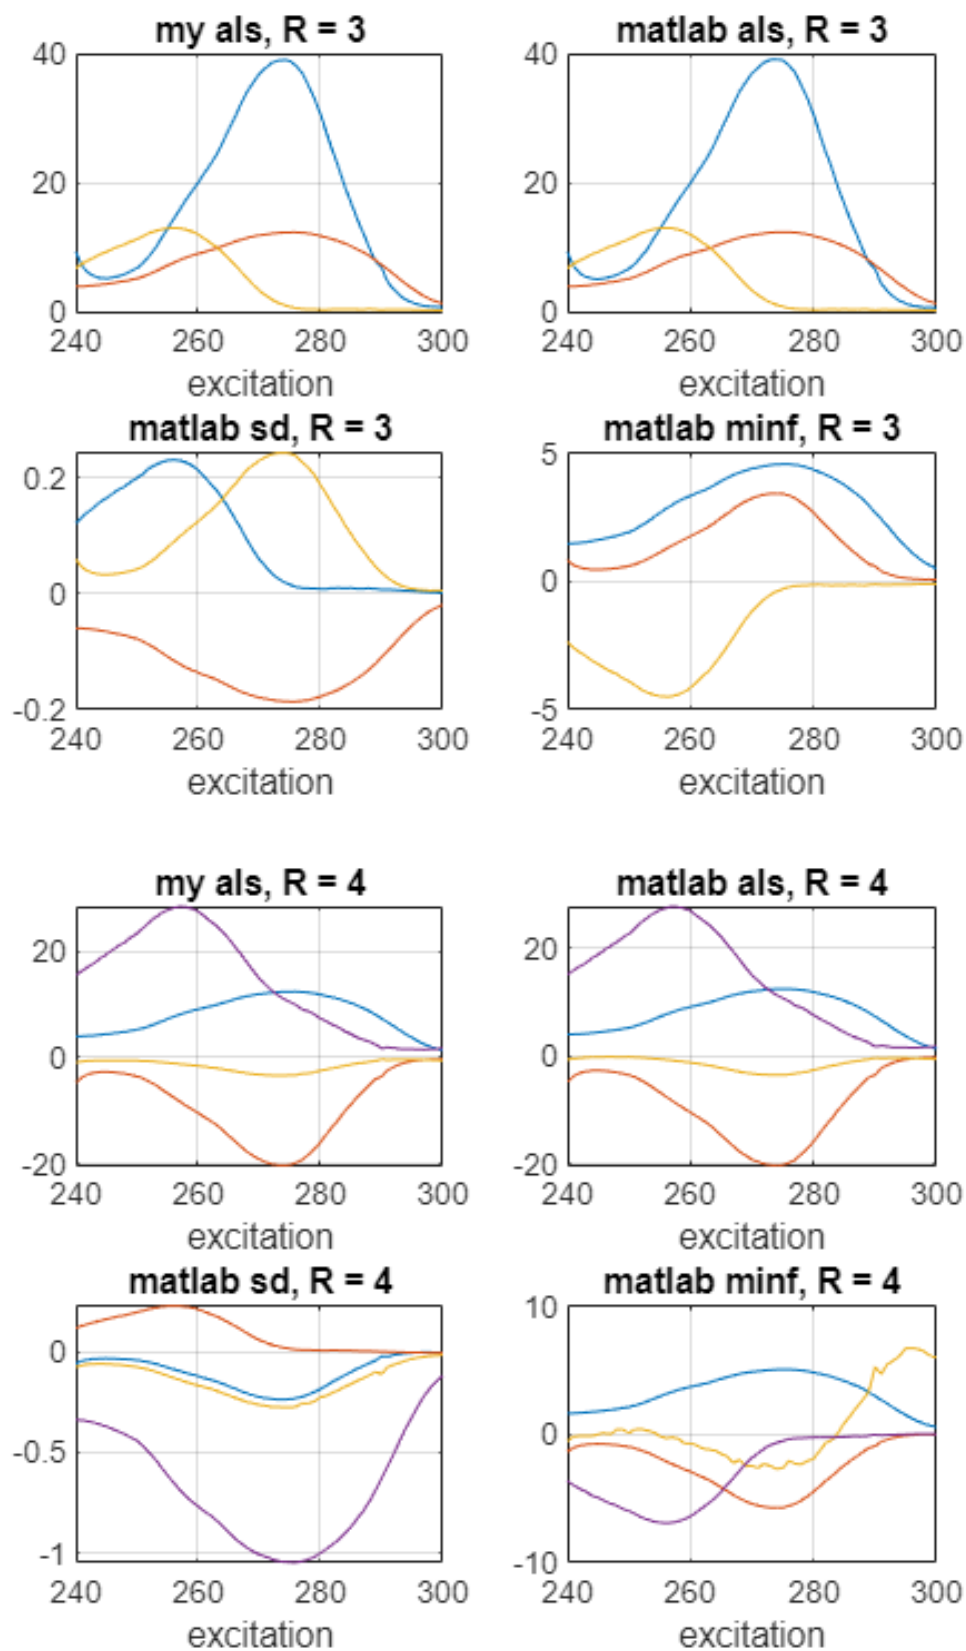 my als, R = 3
40
20
0
240 260 280 300
excitation
matlab als, R = 3
40
20
0
240 260 280 300
excitation
matlab sd, R = 3
0.2
0
-0.2
240 260 280 300
excitation
matlab minf, R = 3
5
0
-5
240 260 280 300
excitation
my als, R = 4
20
0
-20
240 260 280 300
excitation
matlab als, R = 4
20
0
-20
240 260 280 300
excitation
matlab sd, R = 4
0
-0.5
-1
240 260 280 300
excitation
matlab minf, R = 4
10
0
-10
240 260 280 300
excitation